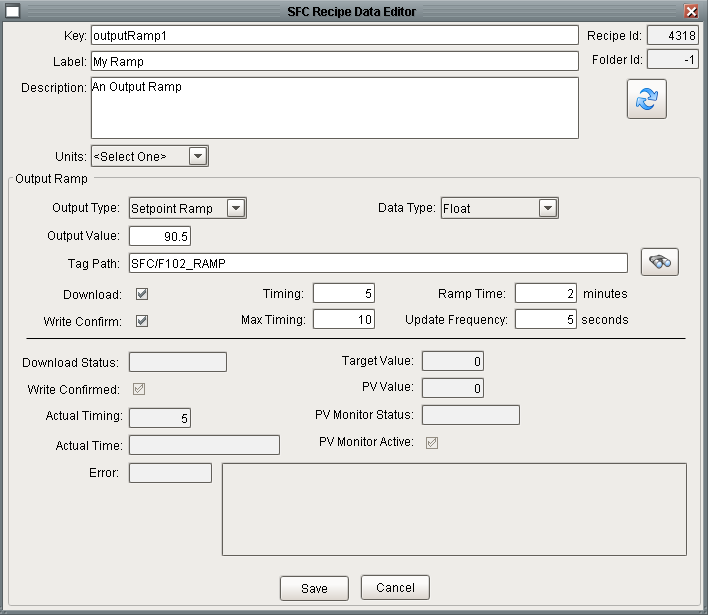 SFC Recipe Data Editor
Key: outputRamp1 Recipe Id: 4318
Label: My Ramp Folder Id: -1
Description: An Output Ramp
Units: <Select One>
Output Ramp
Output Type: Setpoint Ramp Data Type: Float
Output Value: 90.5
Tag Path: SFC/F102_RAMP
Download: Timing: 5 Ramp Time: 2 minutes
Write Confirm: Max Timing: 10 Update Frequency: 5 seconds
Download Status: Target Value: 0
Write Confirmed: PV Value: 0
Actual Timing: 5 PV Monitor Status:
Actual Time: PV Monitor Active:
Error:
Save Cancel